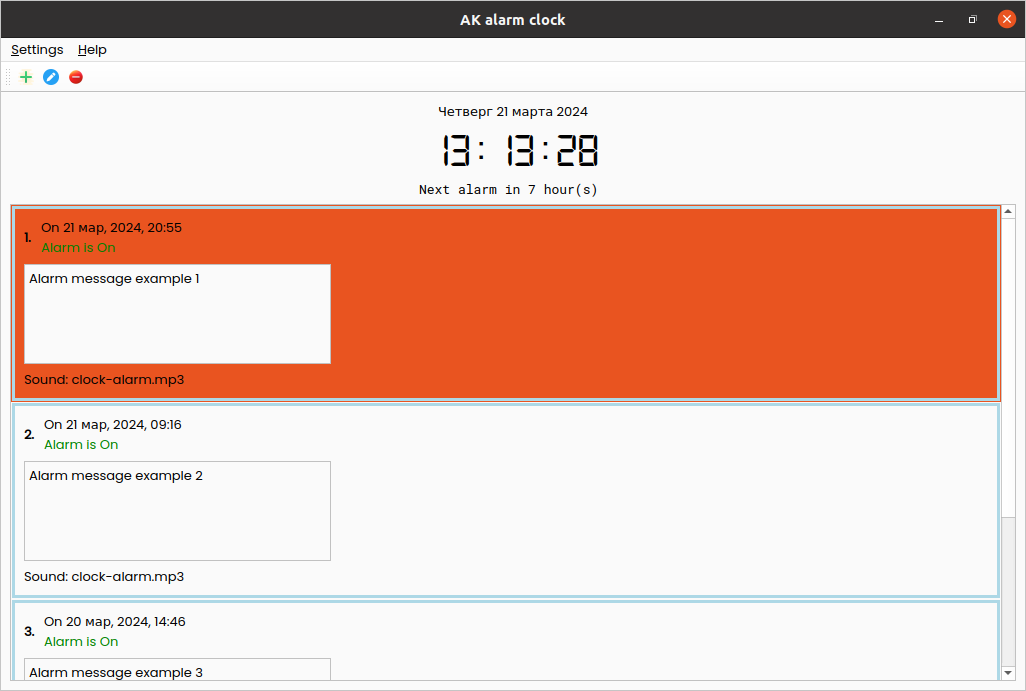 AK alarm clock
Settings Help
Четверг 21 марта 2024
13: 13:28
Next alarm in 7 hour(s)
1.
On 21 мар, 2024, 20:55
Alarm is On
Alarm message example 1
Sound: clock-alarm.mp3
2.
On 21 мар, 2024, 09:16
Alarm is On
Alarm message example 2
Sound: clock-alarm.mp3
3.
On 20 мар, 2024, 14:46
Alarm is On
Alarm message example 3